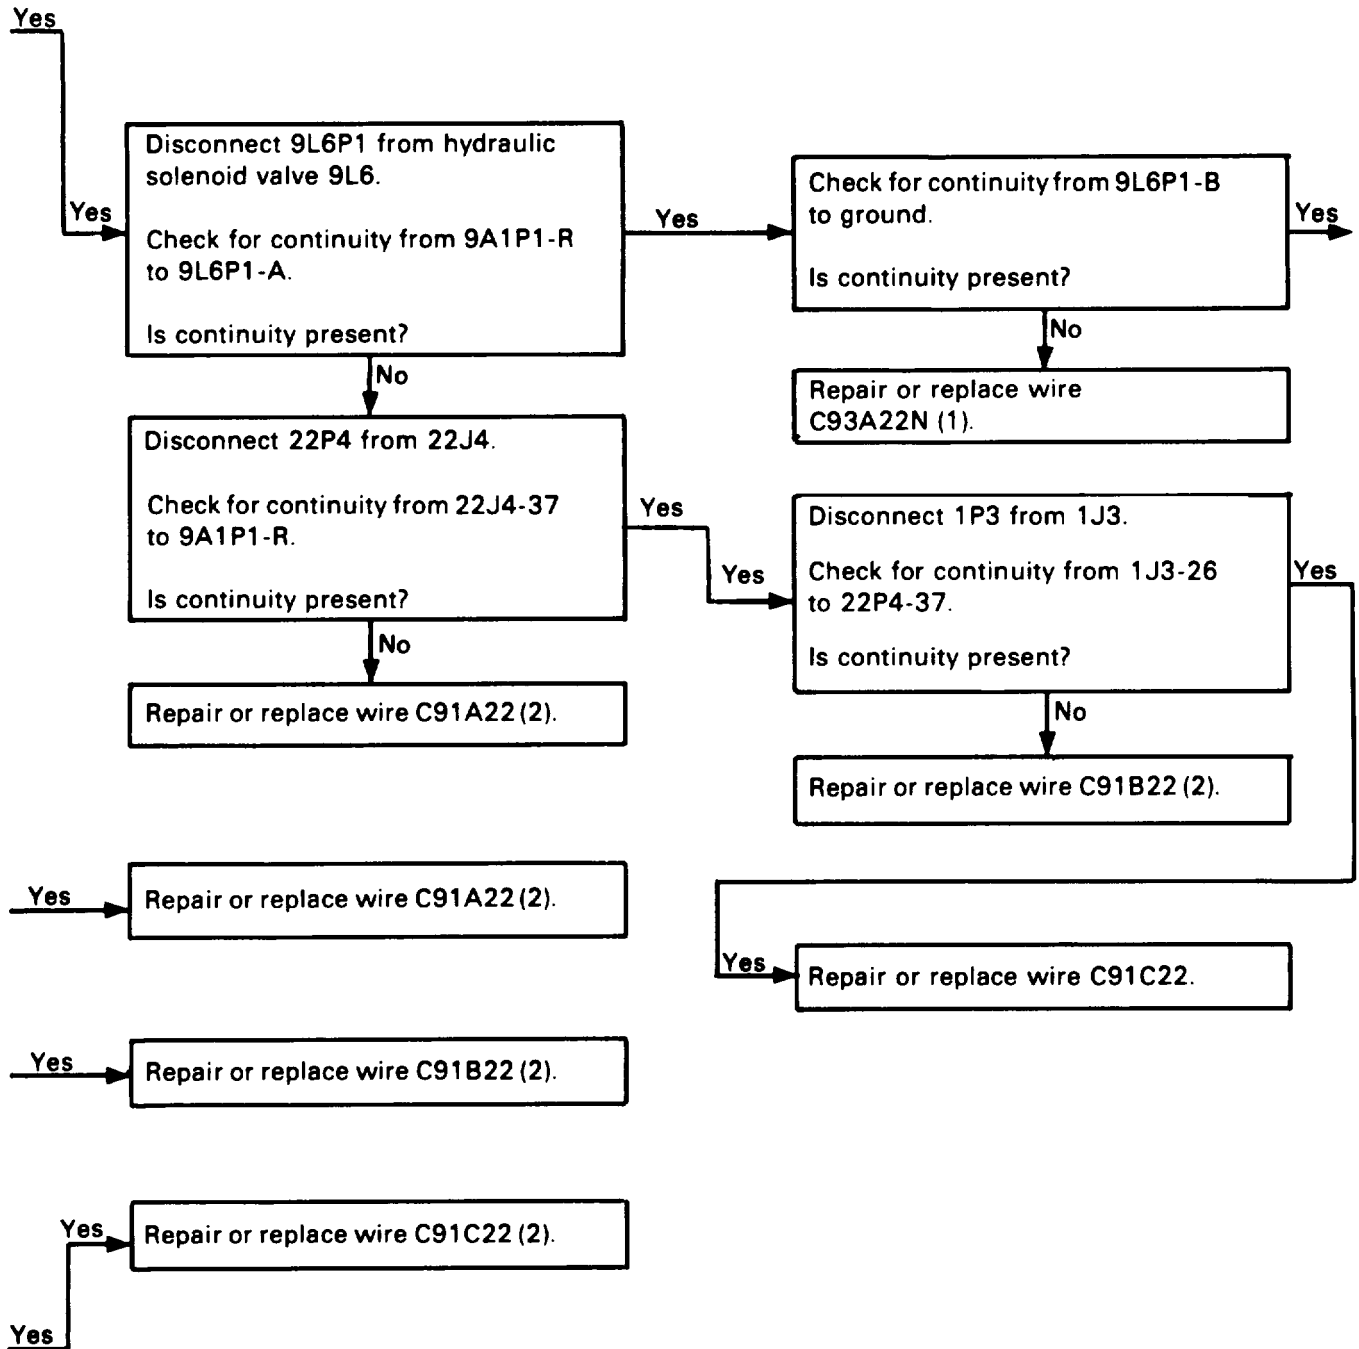 Yes
Yes
Disconnect 9L6P1 from hydraulic
solenoid valve 9L6.
Check for continuity from 9A1P1-R
to 9L6P1-A.
Is continuity present?
Yes
Check for continuity from 9L6P1-B
to ground.
Is continuity present?
Yes
No
Repair or replace wire
C93A22N (1).
No
Disconnect 22P4 from 22J4.
Check for continuity from 22J4-37
to 9A1P1-R.
Is continuity present?
Yes
Yes
Disconnect 1P3 from 1J3.
Check for continuity from 1J3-26
to 22P4-37.
Is continuity present?
Yes
No
Repair or replace wire C91A22 (2).
No
Repair or replace wire C91B22 (2).
Yes
Repair or replace wire C91A22 (2).
Yes
Repair or replace wire C91C22.
Yes
Repair or replace wire C91B22 (2).
Yes
Repair or replace wire C91C22 (2).
Yes